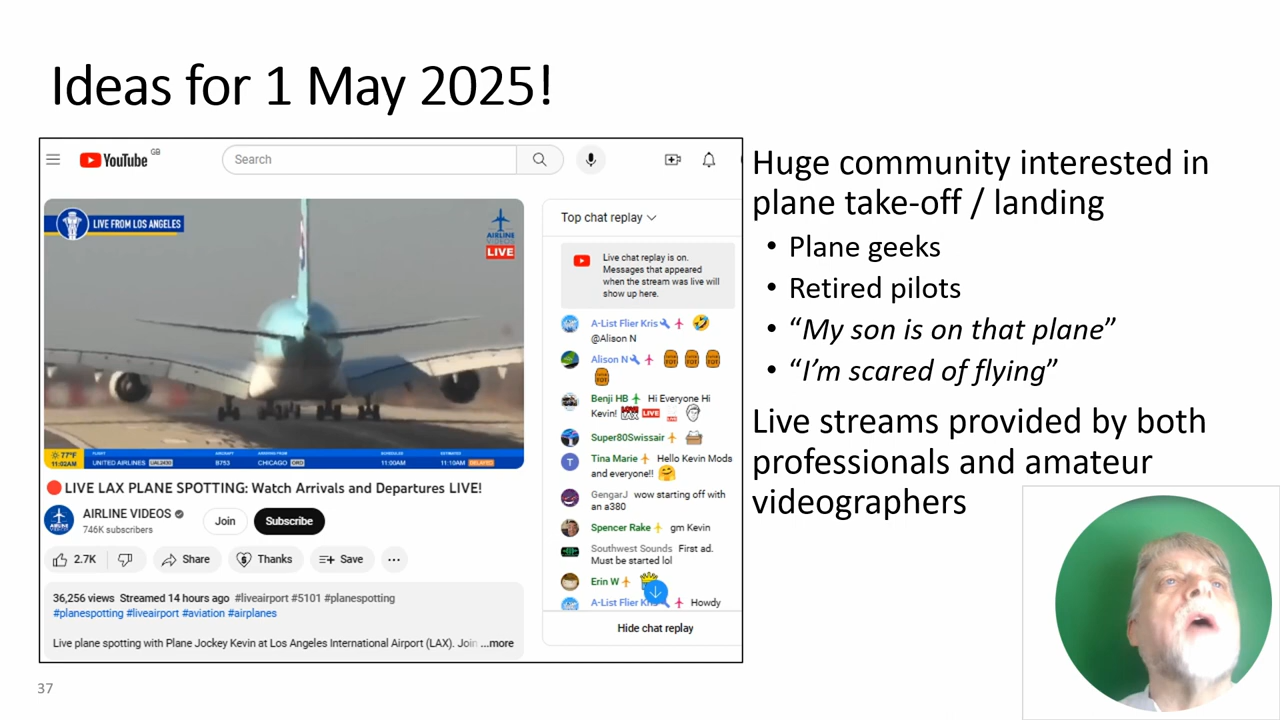 Ideas for 1 May 2025!
YouTube GB
Search
LIVE FROM LOS ANGELES
AIRLINE
VIDEOS
LIVE
77°F
11:02AM
FLIGHT
UNITED AIRLINES UAL2430
AIRCRAFT
B753
ARRIVING FROM
CHICAGO ORD
SCHEDULED
11:00AM
ESTIMATED
11:10AM DELAYED
LIVE LAX PLANE SPOTTING: Watch Arrivals and Departures LIVE!
AIRLINE VIDEOS
746K subscribers
Join
Subscribe
2.7K
Share
Thanks
Save
36,256 views Streamed 14 hours ago #liveairport #5101 #planespotting
#planespotting #liveairport #aviation #airplanes
Live plane spotting with Plane Jockey Kevin at Los Angeles International Airport (LAX). Join ...more
Top chat replay
Live chat replay is on.
Messages that appeared
when the stream was live will
show up here.
A-List Flier Kris
@Alison N
Alison N
Benji HB Hi Everyone Hi
Kevin! LIVE
Super80Swissair
T
Tina Marie Hello Kevin Mods
and everyone!!
GengarJ wow starting off with
an a380
Spencer Rake gm Kevin
Southwest Sounds First ad.
Must be started lol
Erin W
A-List Flier Kris Howdy
Hide chat replay
Huge community interested in
plane take-off / landing
• Plane geeks
• Retired pilots
• “My son is on that plane”
• “I’m scared of flying”
Live streams provided by both
professionals and amateur
videographers
37